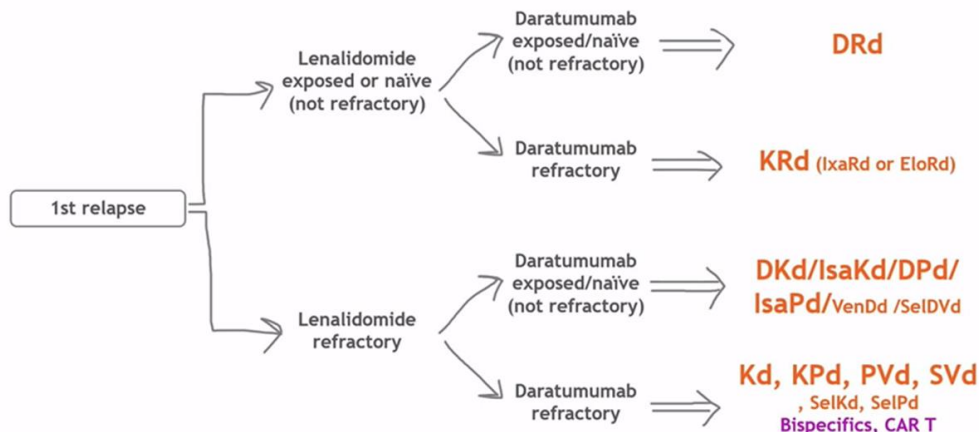 1st relapse
Lenalidomide
exposed or naïve
(not refractory)
Daratumumab
exposed/naïve
(not refractory)
DRd
Daratumumab
refractory
KRd (IxaRd or EloRd)
Lenalidomide
refractory
Daratumumab
exposed/naïve
(not refractory)
DKd/IsaKd/DPd/
IsaPd/VenDd /SelDVd
Daratumumab
refractory
Kd, KPd, PVd, SVd
, SelKd, SelPd
Bispecifics, CAR T